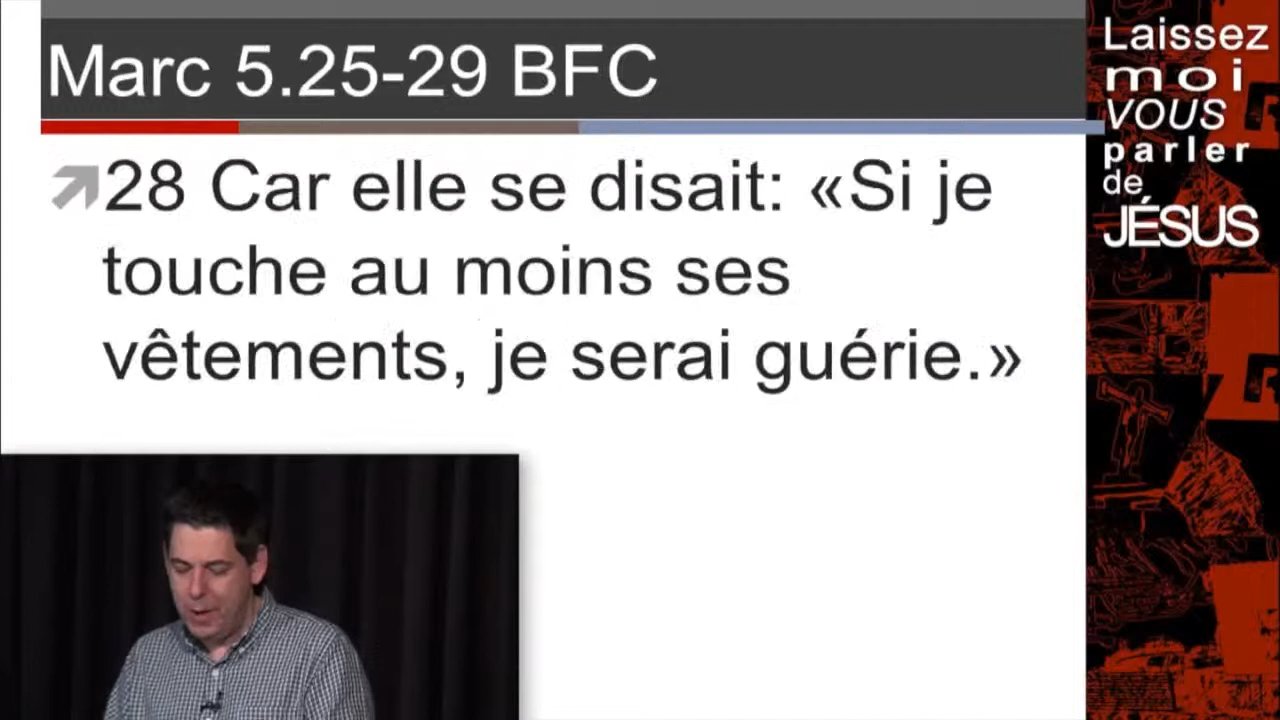 Marc 5.25-29 BFC
28 Car elle se disait: «Si je
touche au moins ses
vêtements, je serai guérie.»
Laissez
moi
VOUS
parler
de
JÉSUS